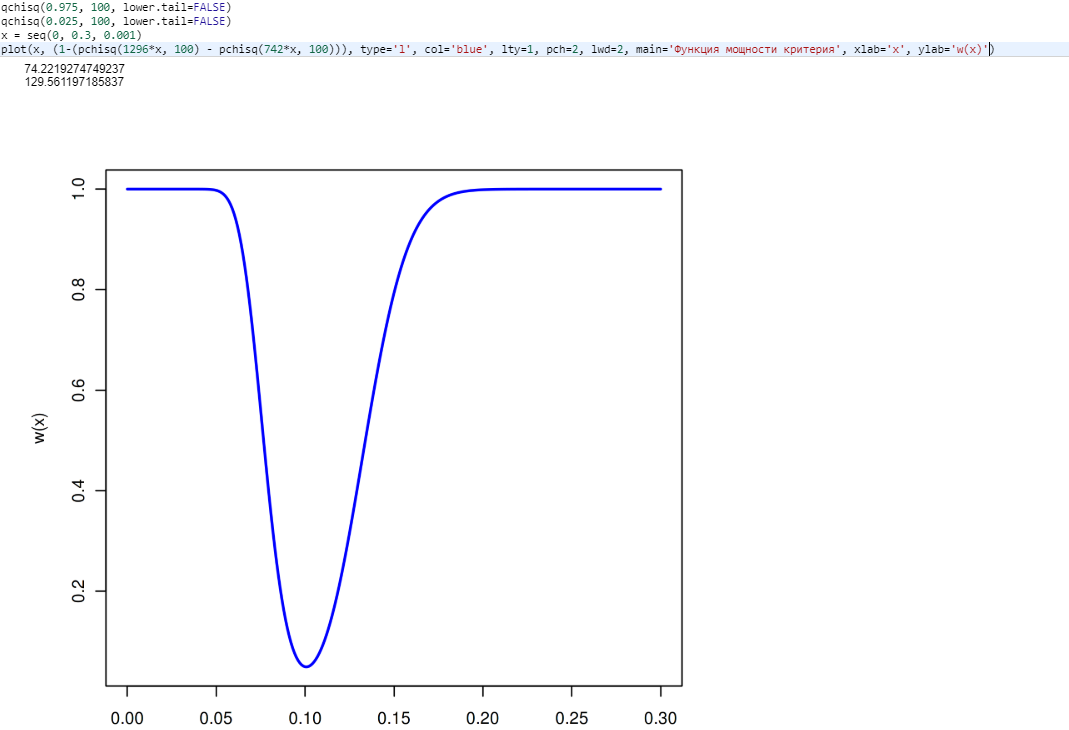 qchisq(0.975, 100, lower.tail=FALSE)
qchisq(0.025, 100, lower.tail=FALSE)
x = seq(0, 0.3, 0.001)
plot(x, (1-(pchisq(1296*x, 100) - pchisq(742*x, 100))), type='l', col='blue', lty=1, pch=2, lwd=2, main='Функция мощности критерия', xlab='x', ylab='w(x)')
74.2219274749237
129.561197185837
1.0
0.8
0.6
w(x)
0.4
0.2
0.00 0.05 0.10 0.15 0.20 0.25 0.30